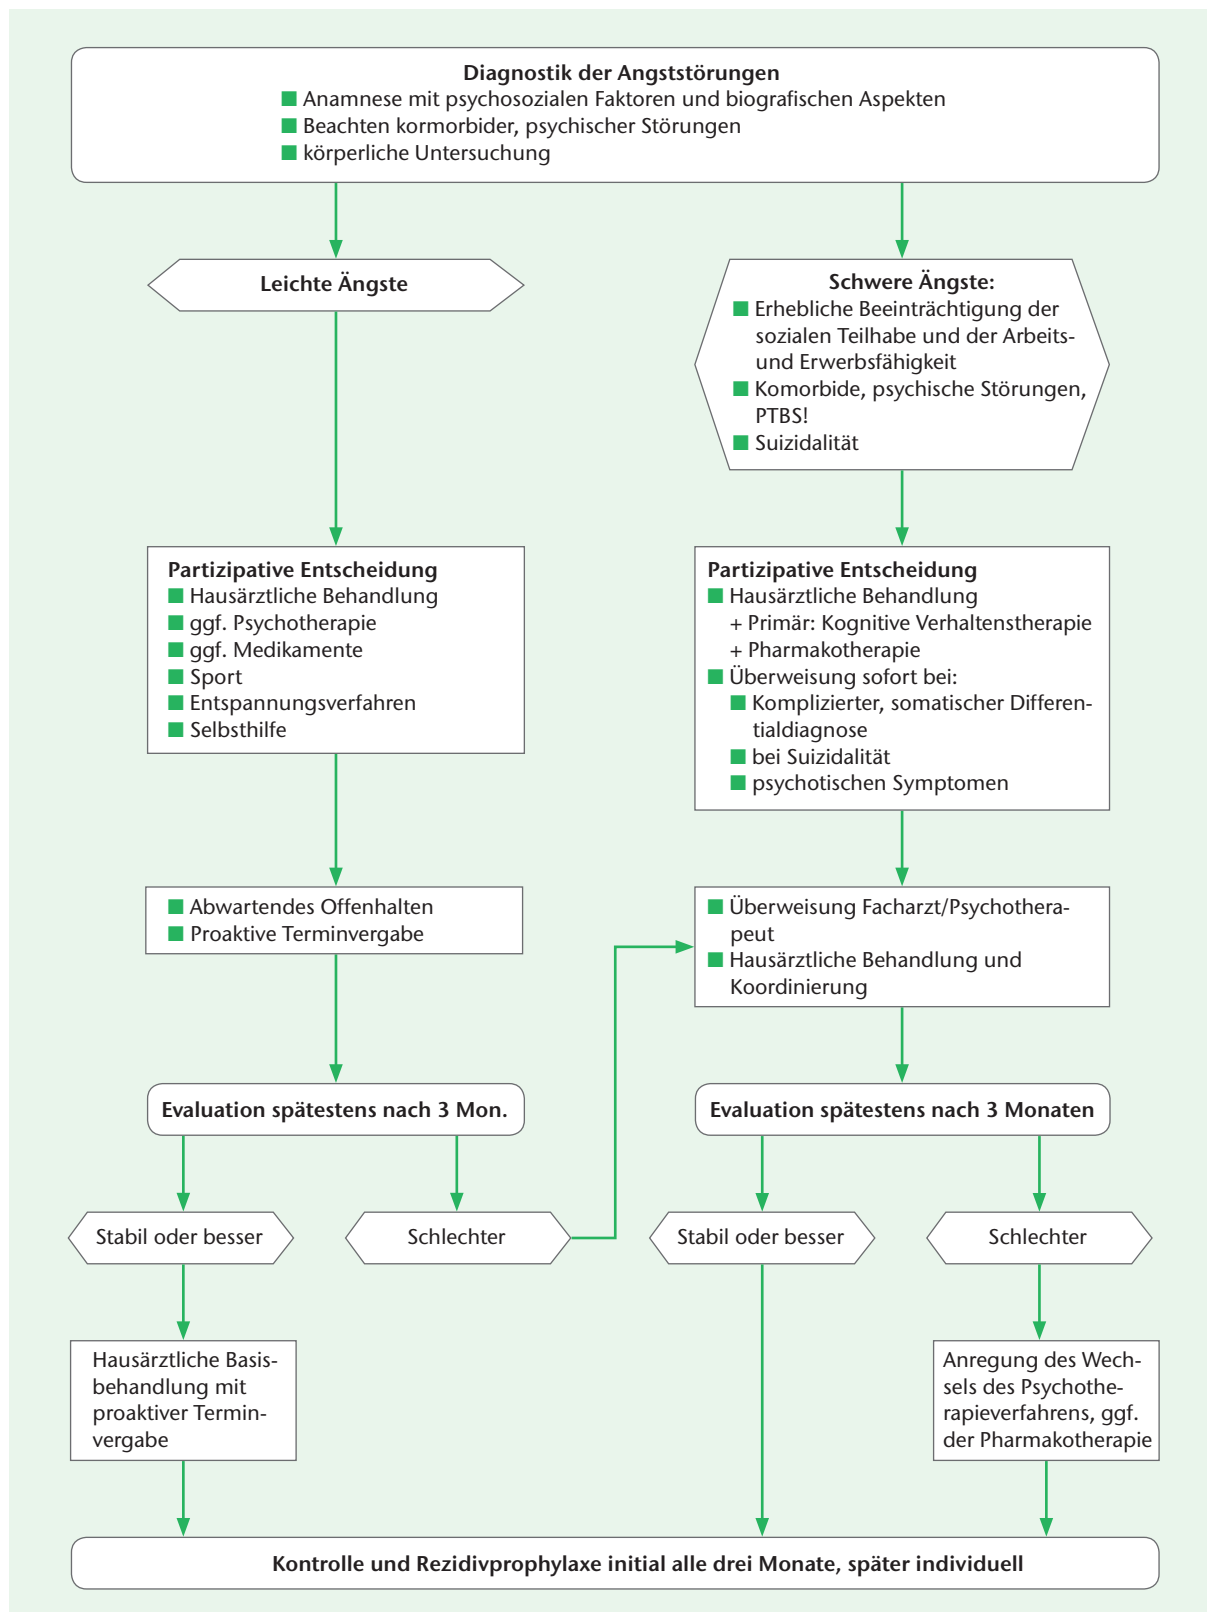 Diagnostik der Angststörungen
Anamnese mit psychosozialen Faktoren und biografischen Aspekten
Beachten kormorbider, psychischer Störungen
körperliche Untersuchung
Leichte Ängste
Schwere Ängste:
Erhebliche Beeinträchtigung der
sozialen Teilhabe und der Arbeits-
und Erwerbsfähigkeit
Komorbide, psychische Störungen,
PTBS!
Suizidalität
Partizipative Entscheidung
Hausärztliche Behandlung
ggf. Psychotherapie
ggf. Medikamente
Sport
Entspannungsverfahren
Selbsthilfe
Partizipative Entscheidung
Hausärztliche Behandlung
+ Primär: Kognitive Verhaltenstherapie
+ Pharmakotherapie
Überweisung sofort bei:
Komplizierter, somatischer Differen-
tialdiagnose
bei Suizidalität
psychotischen Symptomen
Abwartendes Offenhalten
Proaktive Terminvergabe
Überweisung Facharzt/Psychothera-
peut
Hausärztliche Behandlung und
Koordinierung
Evaluation spätestens nach 3 Mon.
Evaluation spätestens nach 3 Monaten
Stabil oder besser
Schlechter
Stabil oder besser
Schlechter
Hausärztliche Basis-
behandlung mit
proaktiver Termin-
vergabe
Anregung des Wech-
sels des Psychothe-
rapieverfahrens, ggf.
der Pharmakotherapie
Kontrolle und Rezidivprophylaxe initial alle drei Monate, später individuell